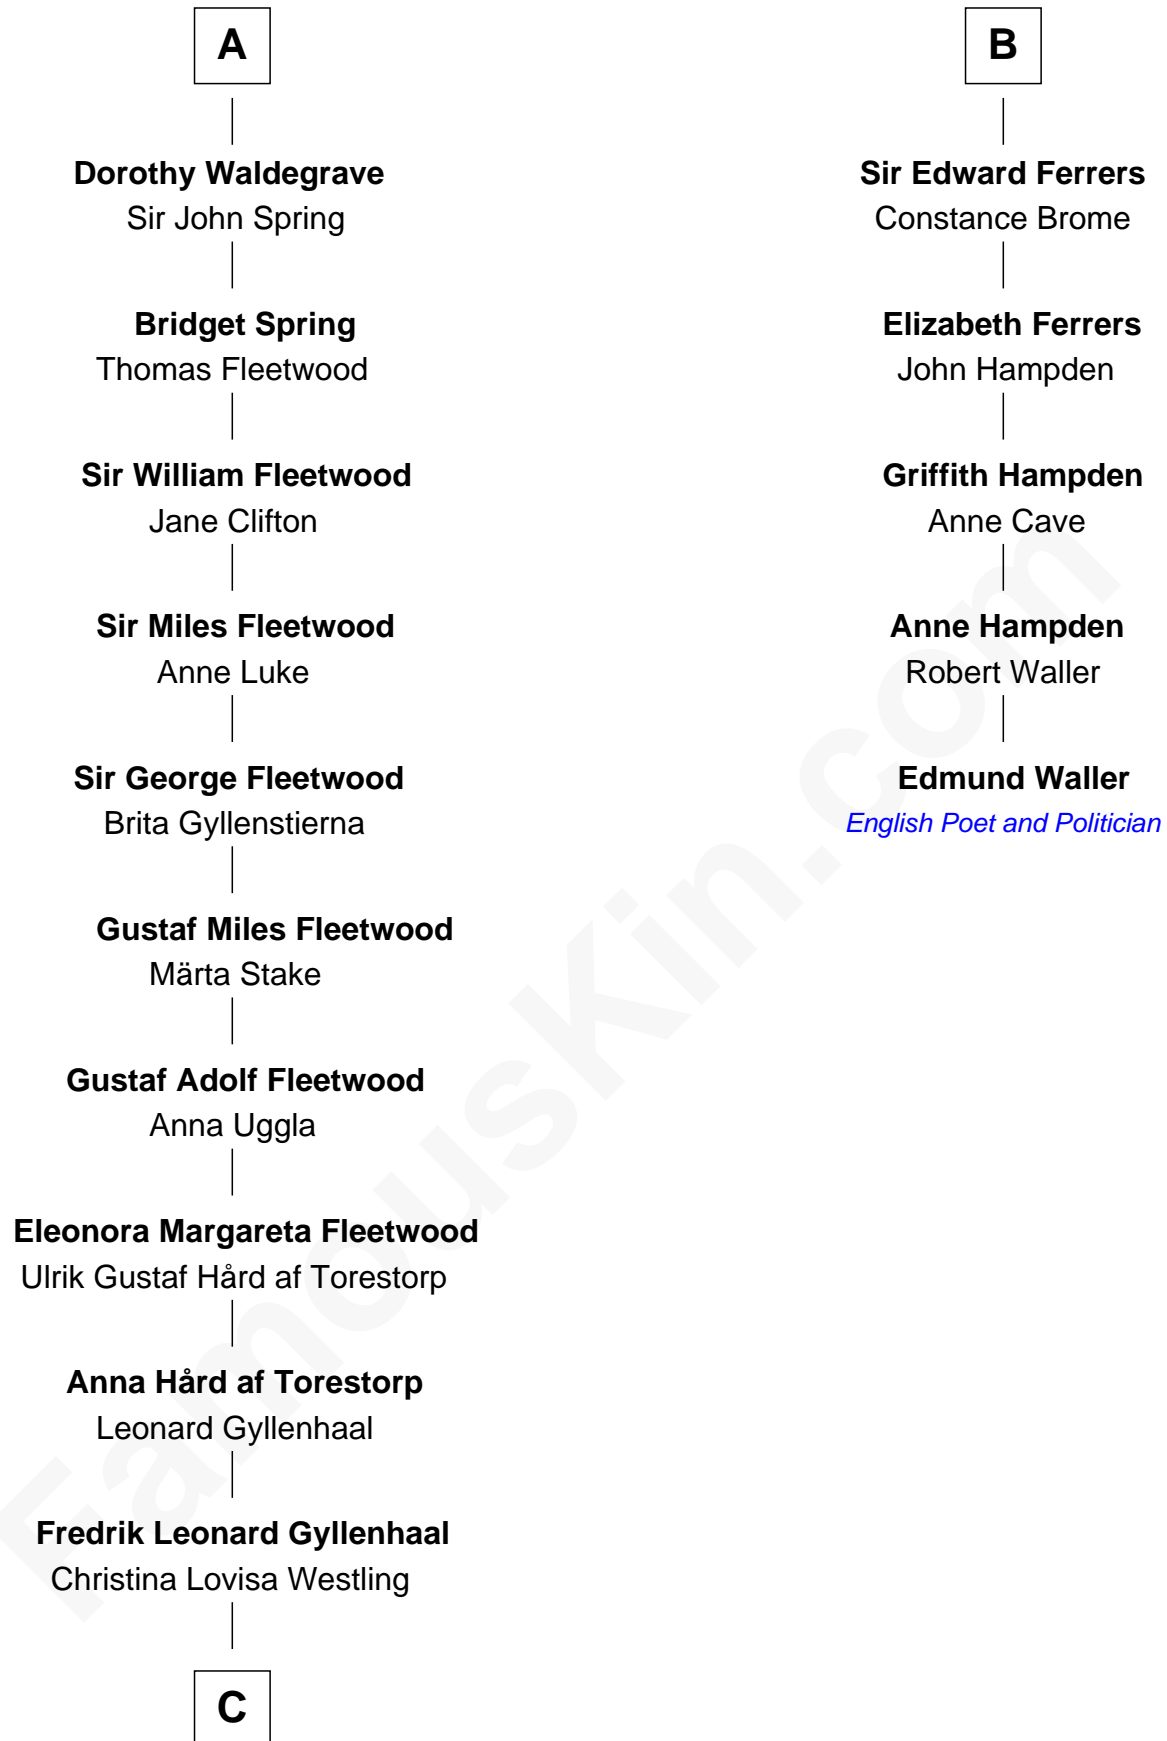 A
Dorothy Waldegrave
Sir John Spring
Bridget Spring
Thomas Fleetwood
Sir William Fleetwood
Jane Clifton
Sir Miles Fleetwood
Anne Luke
Sir George Fleetwood
Brita Gyllenstierna
Gustaf Miles Fleetwood
Märta Stake
Gustaf Adolf Fleetwood
Anna Uggla
Eleonora Margareta Fleetwood
Ulrik Gustaf Hård af Torestorp
Anna Hård af Torestorp
Leonard Gyllenhaal
Fredrik Leonard Gyllenhaal
Christina Lovisa Westling
C
B
Sir Edward Ferrers
Constance Brome
Elizabeth Ferrers
John Hampden
Griffith Hampden
Anne Cave
Anne Hampden
Robert Waller
Edmund Waller
English Poet and Politician
FamousKin.com